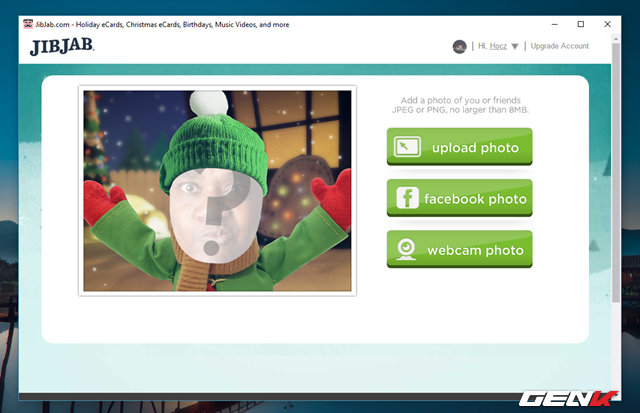 JibJab.com - Holiday eCards, Christmas eCards, Birthdays, Music Videos, and more
JIBJAB
Hi, Hocz ▼ | Upgrade Account
Add a photo of you or friends
JPEG or PNG, no larger than 8MB.
?
upload photo
f facebook photo
webcam photo
GENK